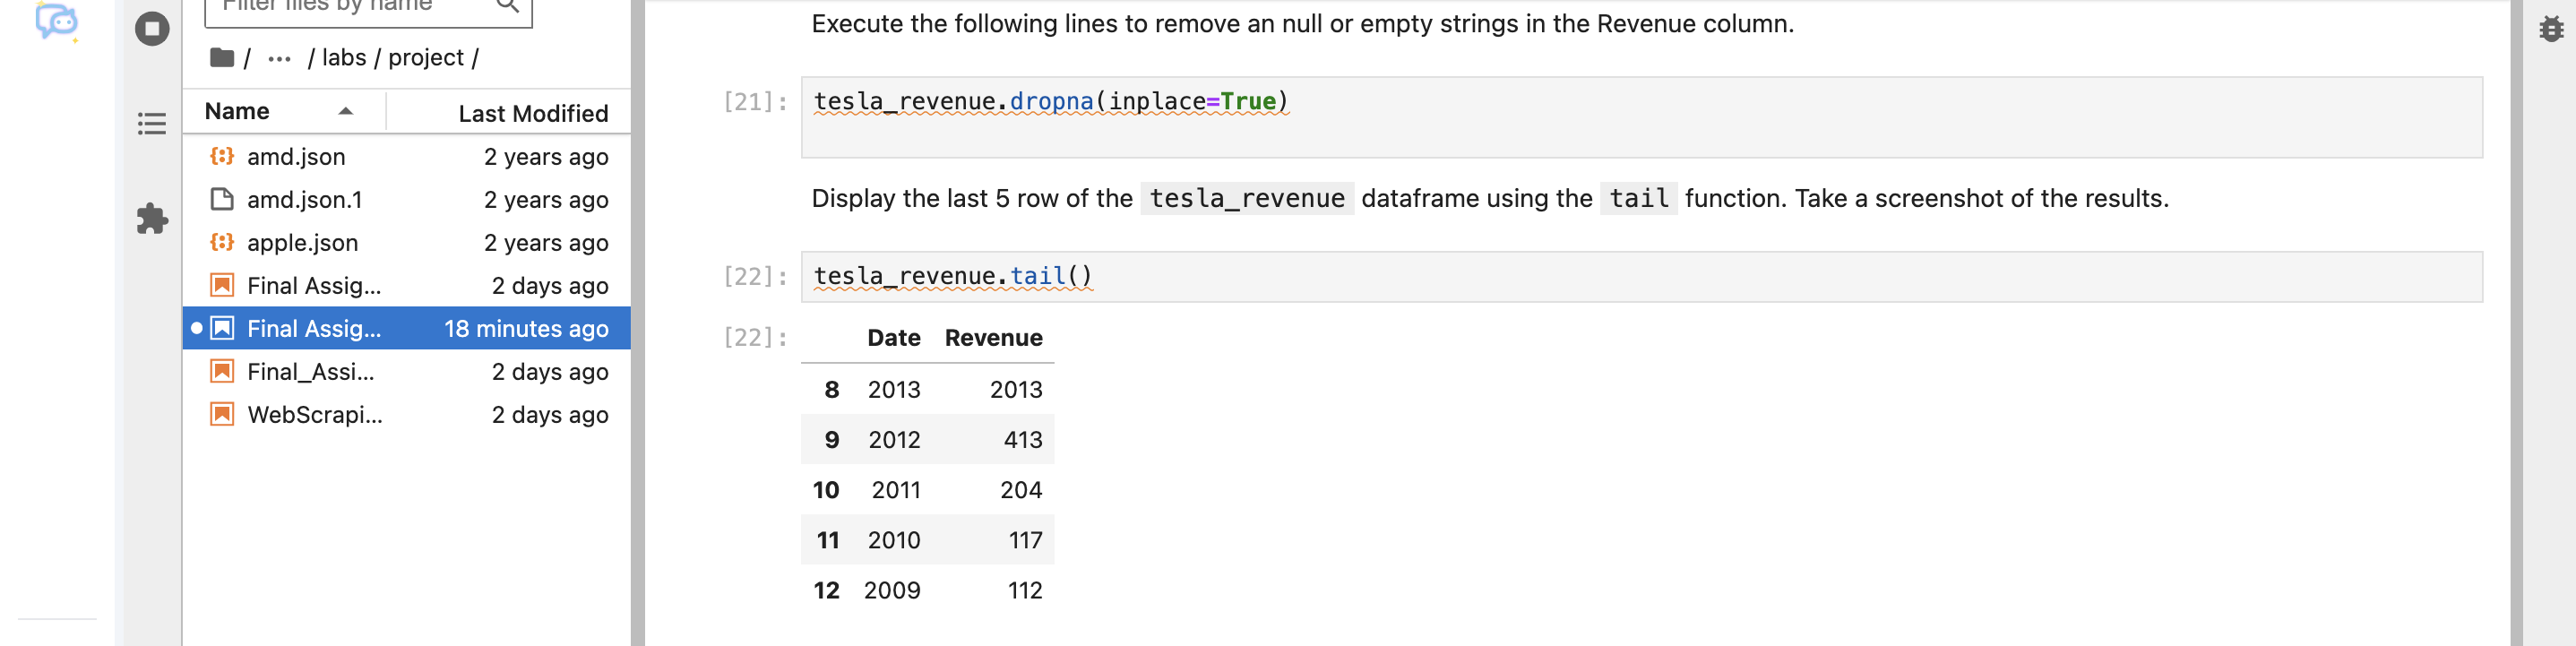 Filter files by name
/ ... / labs / project /
Name Last Modified
amd.json 2 years ago
amd.json.1 2 years ago
apple.json 2 years ago
Final Assig... 2 days ago
Final Assig... 18 minutes ago
Final_Assi... 2 days ago
WebScrapi... 2 days ago
Execute the following lines to remove an null or empty strings in the Revenue column.
[21]: tesla_revenue.dropna(inplace=True)
Display the last 5 row of the tesla_revenue dataframe using the tail function. Take a screenshot of the results.
[22]: tesla_revenue.tail()
[22]: Date Revenue
8 2013 2013
9 2012 413
10 2011 204
11 2010 117
12 2009 112